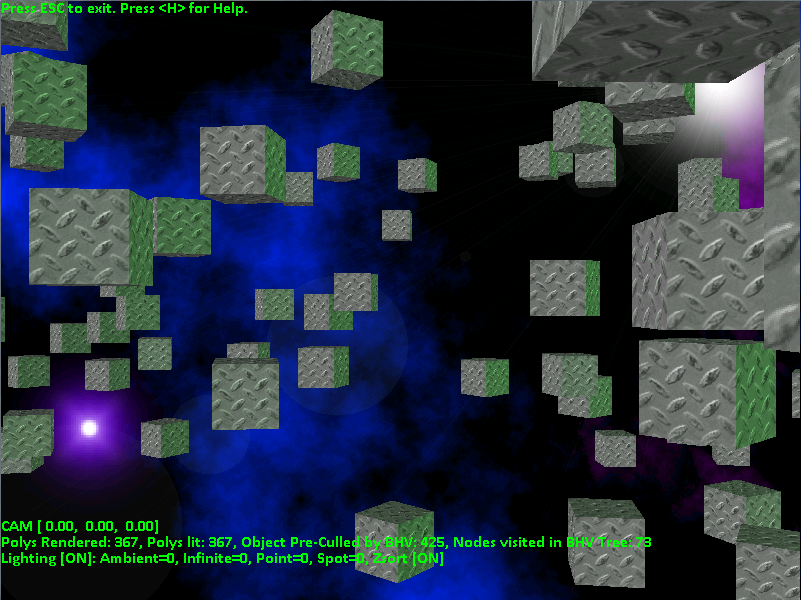 Press ESC to exit. Press <H> for Help.
CAM [ 0.00,  0.00,  0.00]
Polys Rendered: 367, Polys lit: 367, Object Pre-Culled by BHV: 425, Nodes visited in BHV Tree: 73
Lighting [ON]: Ambient=0, Infinite=0, Point=0, Spot=0, Zsort [ON]